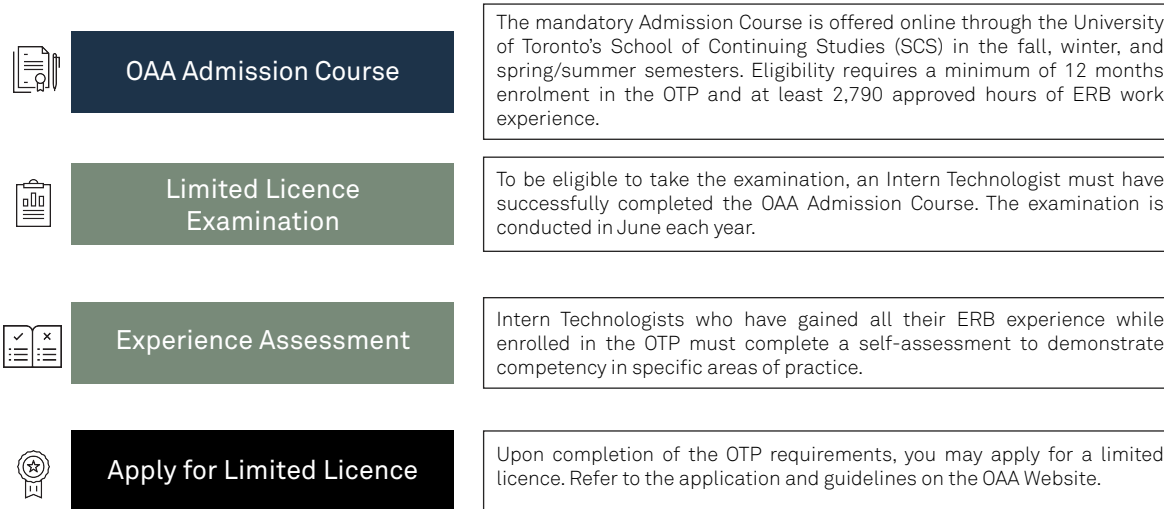 OAA Admission Course
The mandatory Admission Course is offered online through the University
of Toronto's School of Continuing Studies (SCS) in the fall, winter, and
spring/summer semesters. Eligibility requires a minimum of 12 months
enrolment in the OTP and at least 2,790 approved hours of ERB work
experience.
Limited Licence
Examination
To be eligible to take the examination, an Intern Technologist must have
successfully completed the OAA Admission Course. The examination is
conducted in June each year.
Experience Assessment
Intern Technologists who have gained all their ERB experience while
enrolled in the OTP must complete a self-assessment to demonstrate
competency in specific areas of practice.
Apply for Limited Licence
Upon completion of the OTP requirements, you may apply for a limited
licence. Refer to the application and guidelines on the OAA Website.